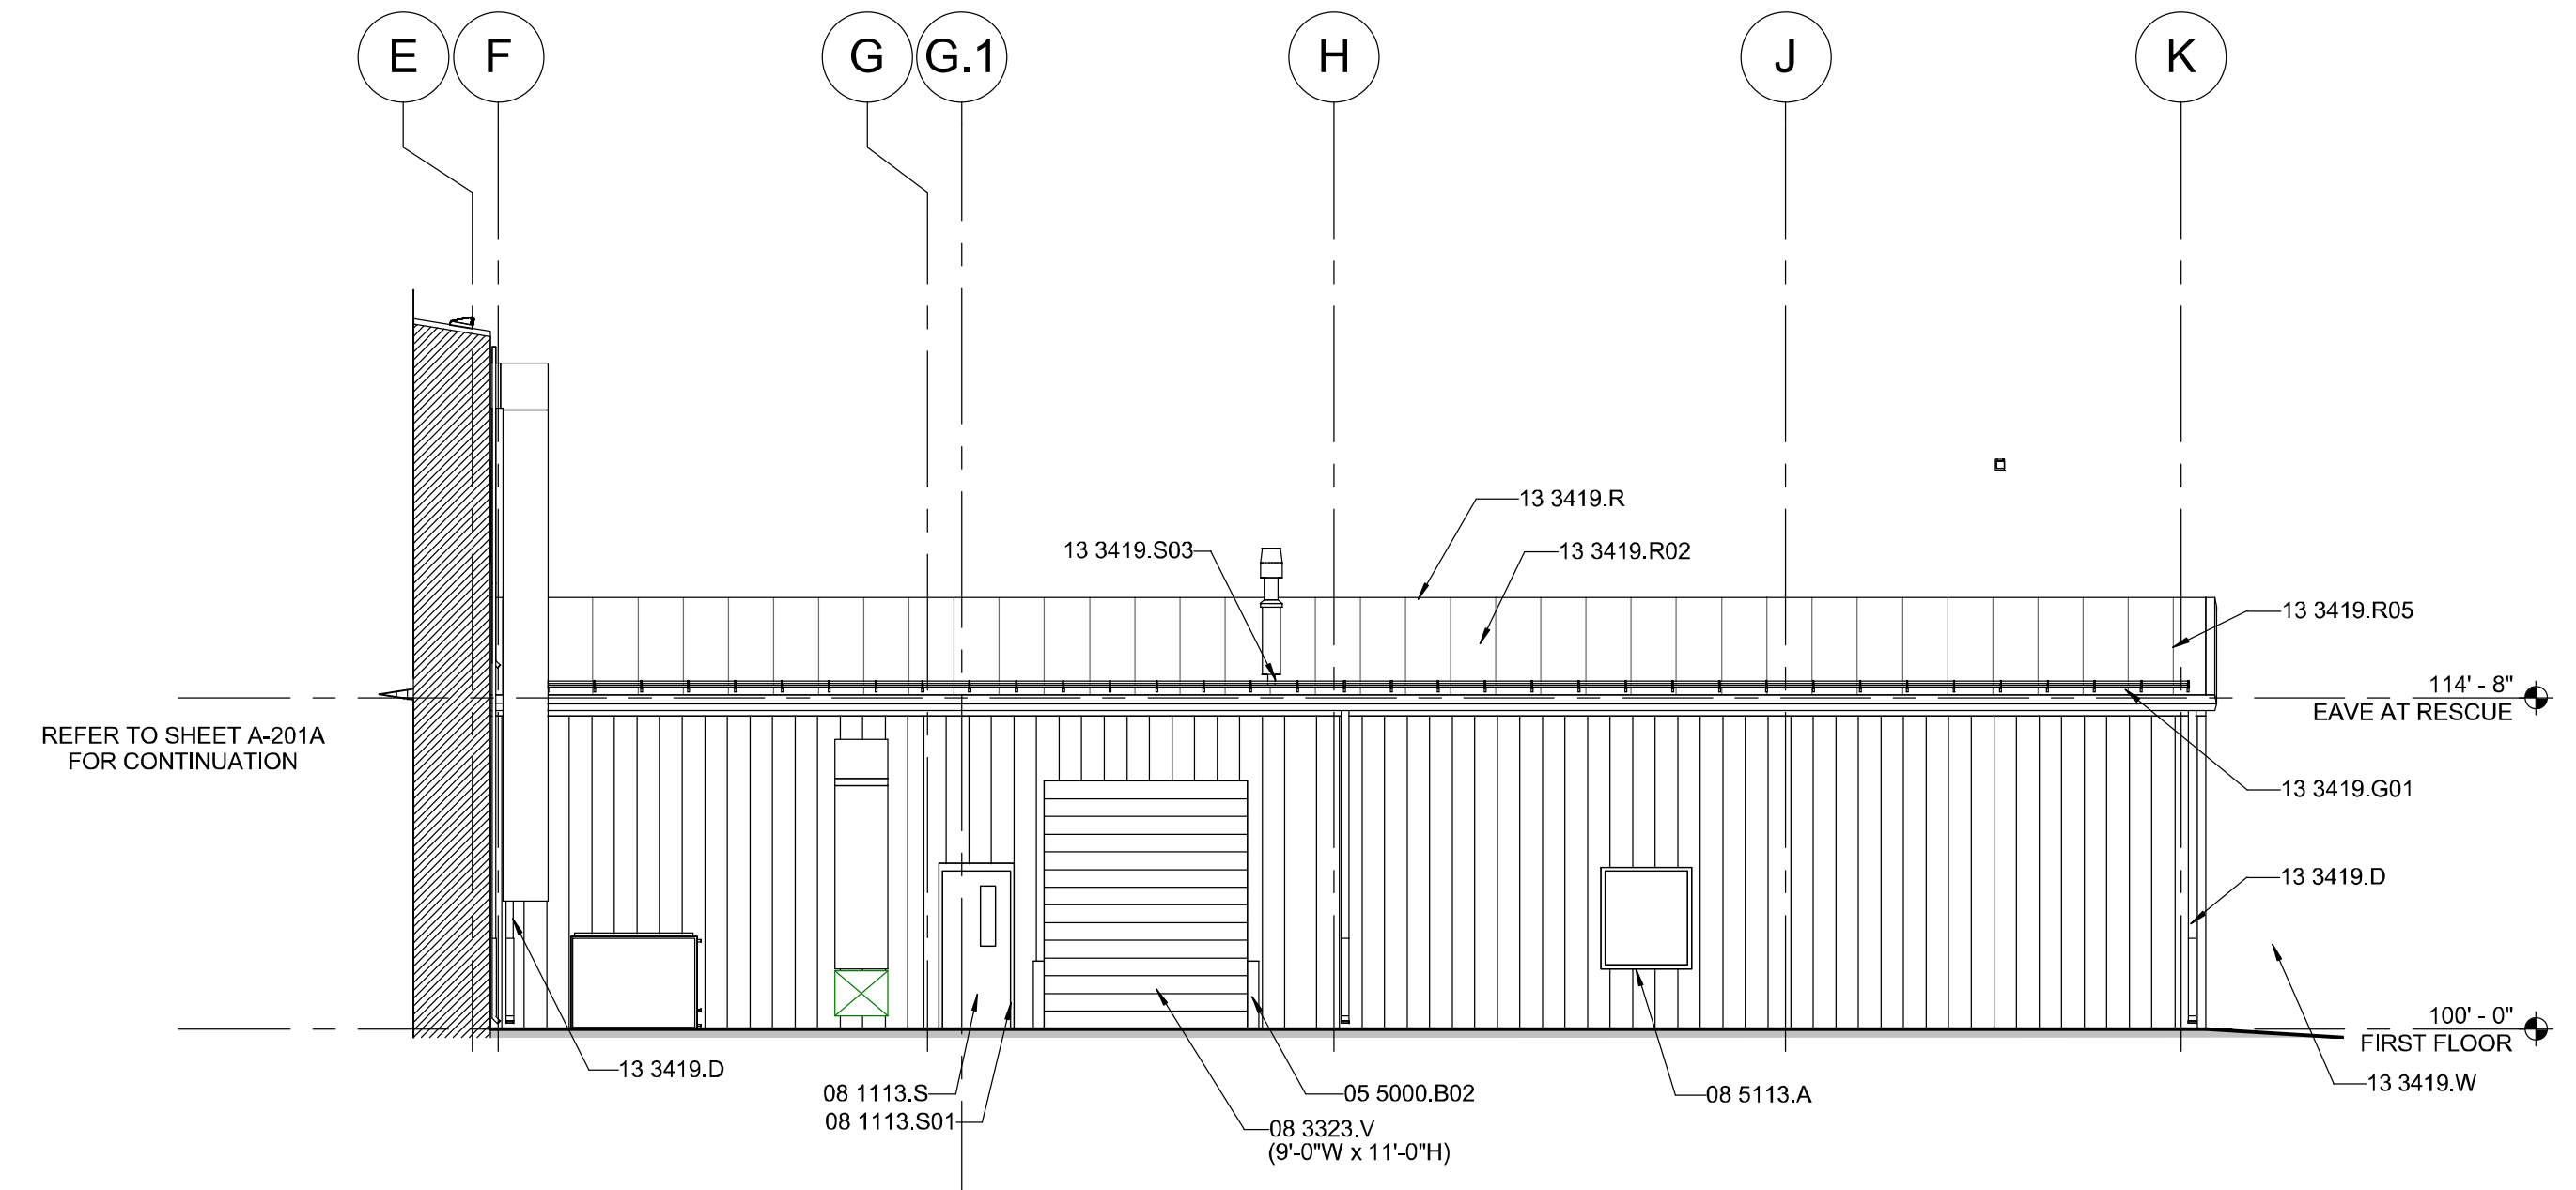 E
F
G
G.1
H
J
K
13 3419.R
13 3419.S03
13 3419.R02
13 3419.R05
114' - 8"
EAVE AT RESCUE
REFER TO SHEET A-201A
FOR CONTINUATION
13 3419.G01
13 3419.D
100' - 0"
FIRST FLOOR
13 3419.D
13 3419.W
08 1113.S
05 5000.B02
08 5113.A
08 1113.S01
08 3323.V
(9'-0"W x 11'-0"H)